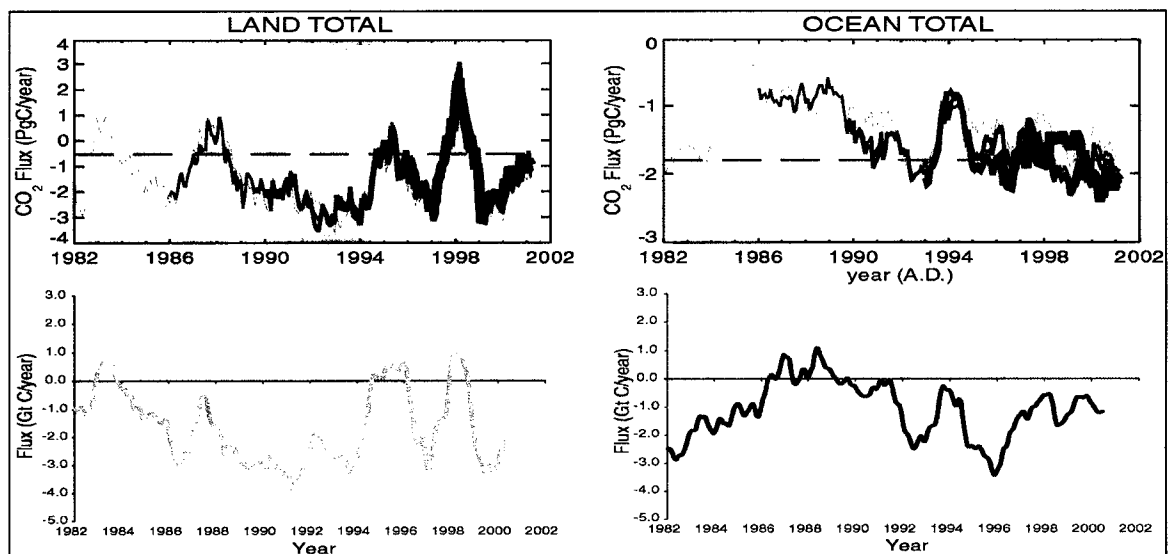 LAND TOTAL
CO2 Flux (PgC/year)
4
3
2
1
0
-1
-2
-3
-4
1982 1986 1990 1994 1998 2002
OCEAN TOTAL
CO2 Flux (PgC/year)
0
-1
-2
-3
1982 1986 1990 1994 1998 2002
year (A.D.)
Flux (Gt C/year)
3.0
2.0
1.0
0.0
-1.0
-2.0
-3.0
-4.0
-5.0
1982 1984 1986 1988 1990 1992 1994 1996 1998 2000 2002
Year
Flux (Gt C/year)
3.0
2.0
1.0
0.0
-1.0
-2.0
-3.0
-4.0
-5.0
1982 1984 1986 1988 1990 1992 1994 1996 1998 2000 2002
Year